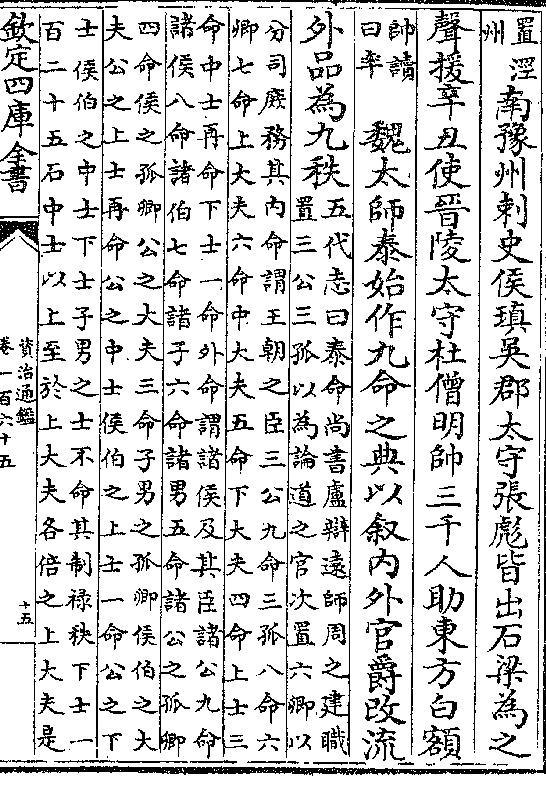 置涇
州
南豫州刺史侯瑱吳郡太守張彪皆出石梁為之
聲援辛丑使晉陵太守杜僧明帥三千人助東方白額
帥讀
曰率
魏太師泰始作九命之典以叙内外官爵改流
外品為九秩
五代志曰泰命尚書盧辯遠師周之建職
置三公三孤以為論道之官次置六卿以
分司庶務其内命謂王朝之臣三公九命三孤八命六
卿七命上大夫六命中大夫五命下大夫四命上士三
命中士再命下士一命外命謂諸侯及其臣諸公九命
諸侯八命諸伯七命諸子六命諸男五命諸公之孤卿
四命侯之孤卿公之大夫三命子男之孤卿侯伯之大
夫公之上士再命公之中士侯伯之上士一命公之下
士侯伯之中士下士子男之士不命其制禄秩下士一
百二十五石中士以上至於上大夫各倍之上大夫是
欽定四庫全書
資治通鑑
卷一百六十五
十五